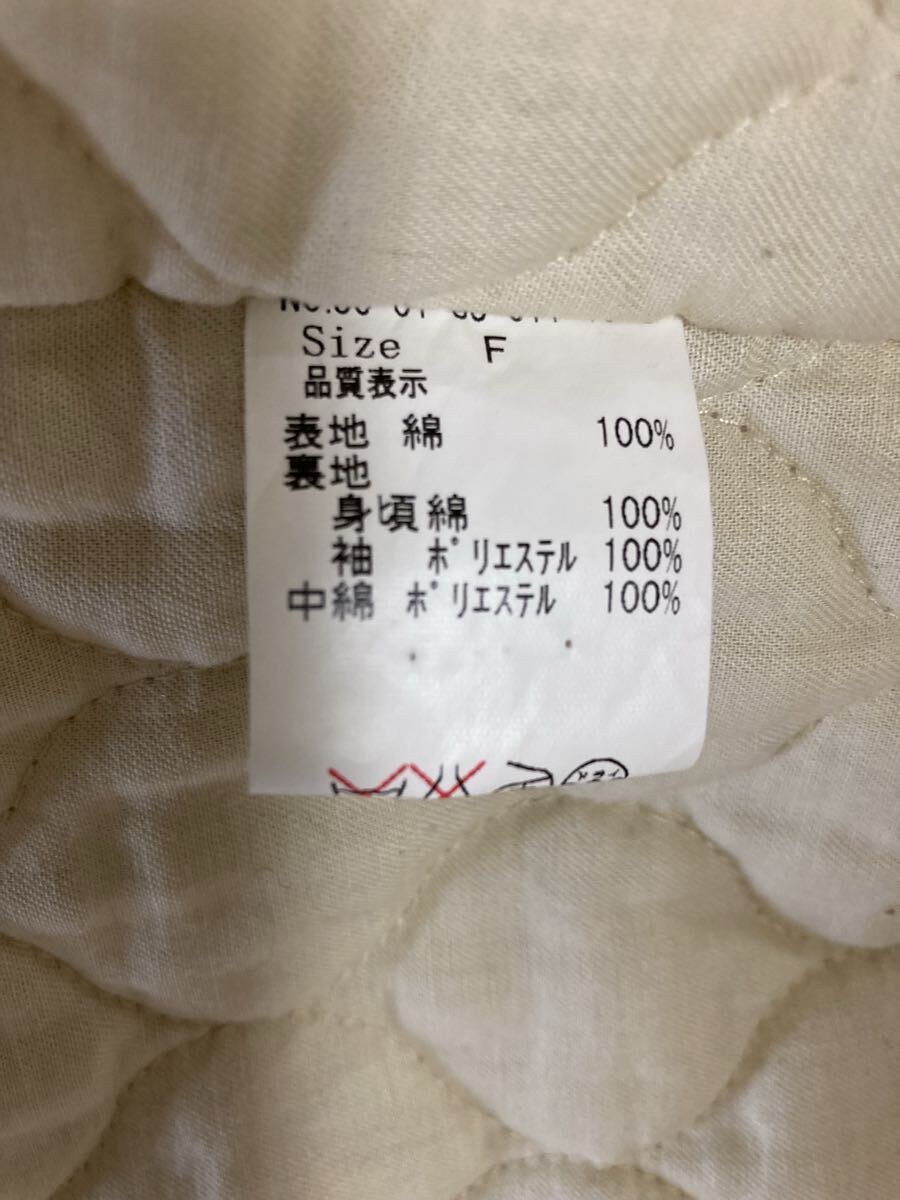 Size F
品質表示
表地 綿 100%
裏地
身頃 綿 100%
袖 ポリエステル 100%
中綿 ポリエステル 100%